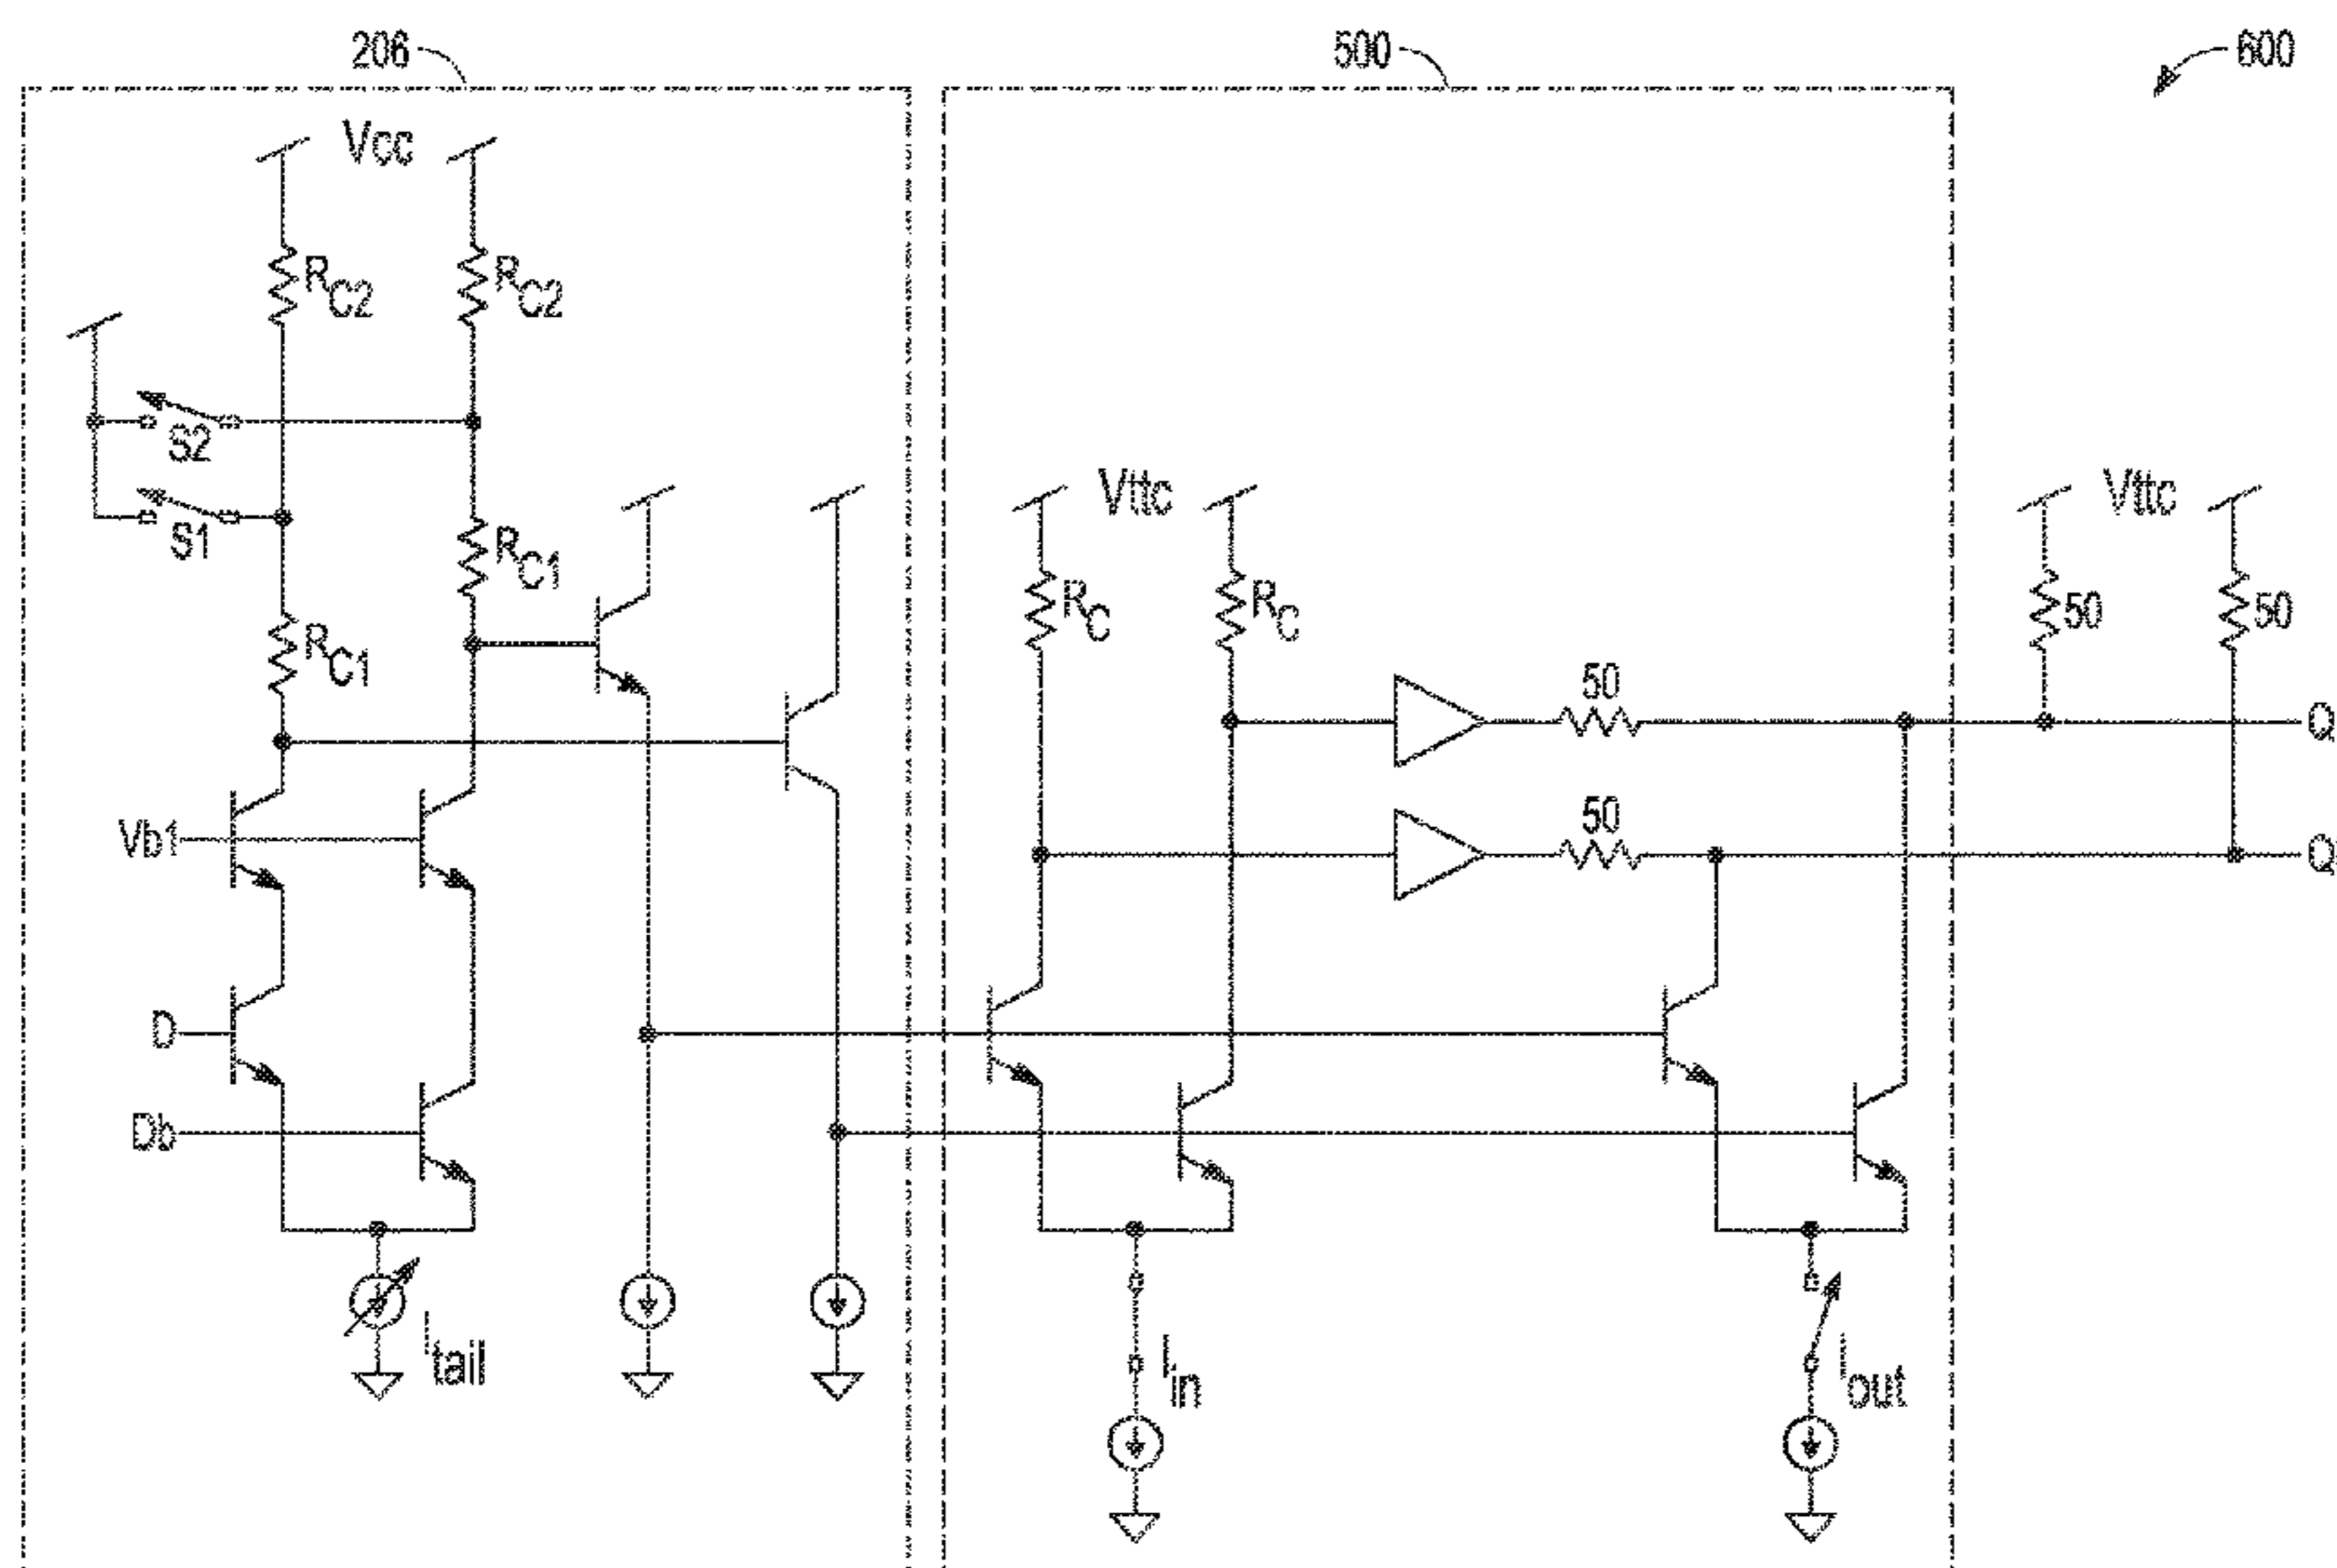 206
500
600
Vcc
RC2
RC2
S2
S1
RC1
RC1
Vttc
RC
RC
Vttc
50
50
50
50
Q
Q
Vb1
D
Db
Itail
Iin
Iout